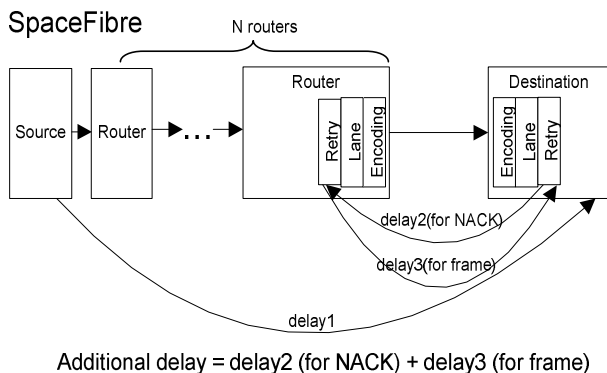 SpaceFibre
N routers
Source
Router
...
Router
Retry
Lane
Encoding
Destination
Encoding
Lane
Retry
delay2(for NACK)
delay3(for frame)
delay1
Additional delay = delay2 (for NACK) + delay3 (for frame)